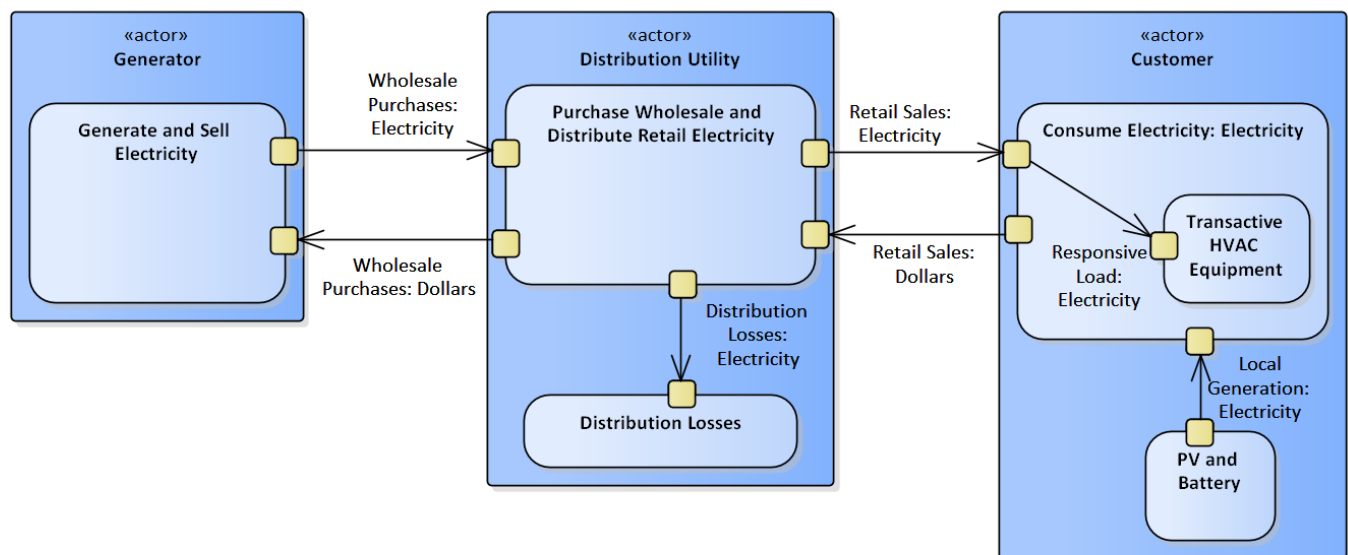 «actor»
Generator
Generate and Sell
Electricity
Wholesale
Purchases:
Electricity
Wholesale
Purchases: Dollars
«actor»
Distribution Utility
Purchase Wholesale and
Distribute Retail Electricity
Distribution
Losses:
Electricity
Distribution Losses
Retail Sales:
Electricity
Retail Sales:
Dollars
«actor»
Customer
Consume Electricity: Electricity
Transactive
HVAC
Equipment
Responsive
Load:
Electricity
Local
Generation:
Electricity
PV and
Battery